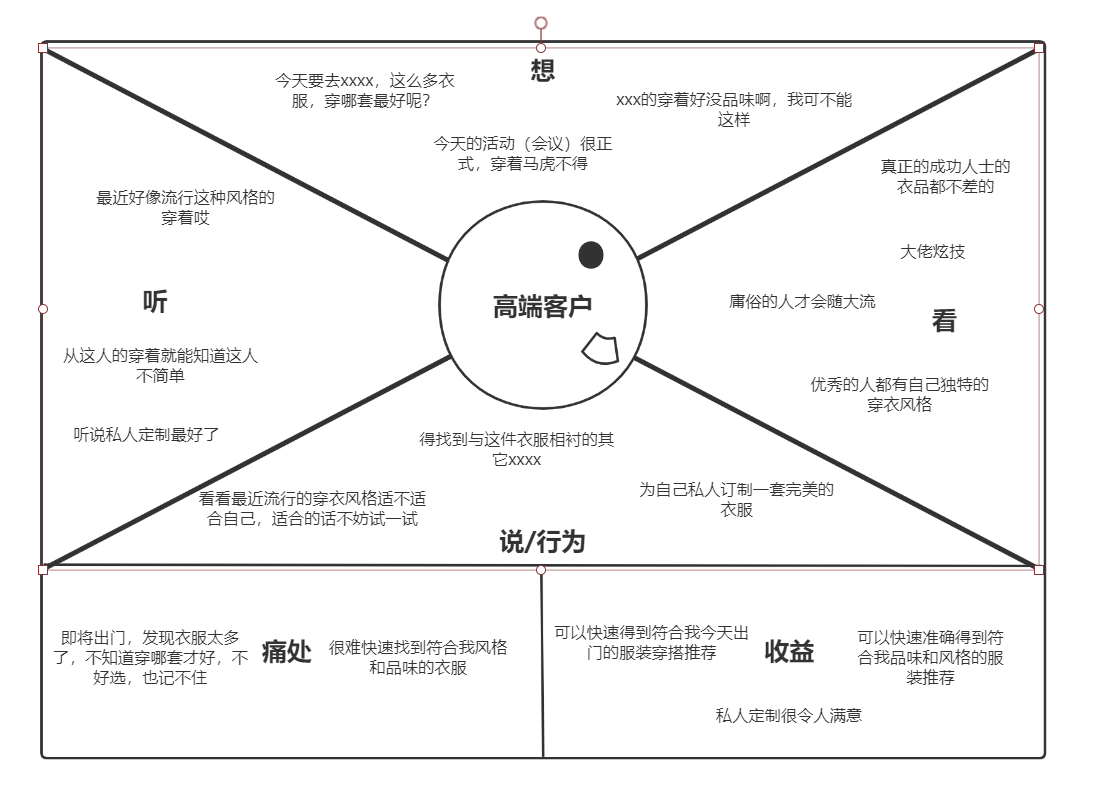 想
今天要去xxxx，这么多衣
服，穿哪套最好呢？
xxx的穿着好没品味啊，我可不能
这样
今天的活动（会议）很正
式，穿着马虎不得
最近好像流行这种风格的
穿着哎
听
从这人的穿着就能知道这人
不简单
听说私人定制最好了
高端客户
真正的成功人士的
衣品都不差的
大佬炫技
庸俗的人才会随大流
看
优秀的人都有自己独特的
穿衣风格
得找到与这件衣服相衬的其
它xxxx
看看最近流行的穿衣风格适不适
合自己，适合的话不妨试一试
为自己私人订制一套完美的
衣服
说/行为
即将出门，发现衣服太多
了，不知道穿哪套才好，不
好选，也记不住
痛处
很难快速找到符合我风格
和品味的衣服
可以快速得到符合我今天出
门的服装穿搭推荐
收益
可以快速准确得到符
合我品味和风格的服
装推荐
私人定制很令人满意